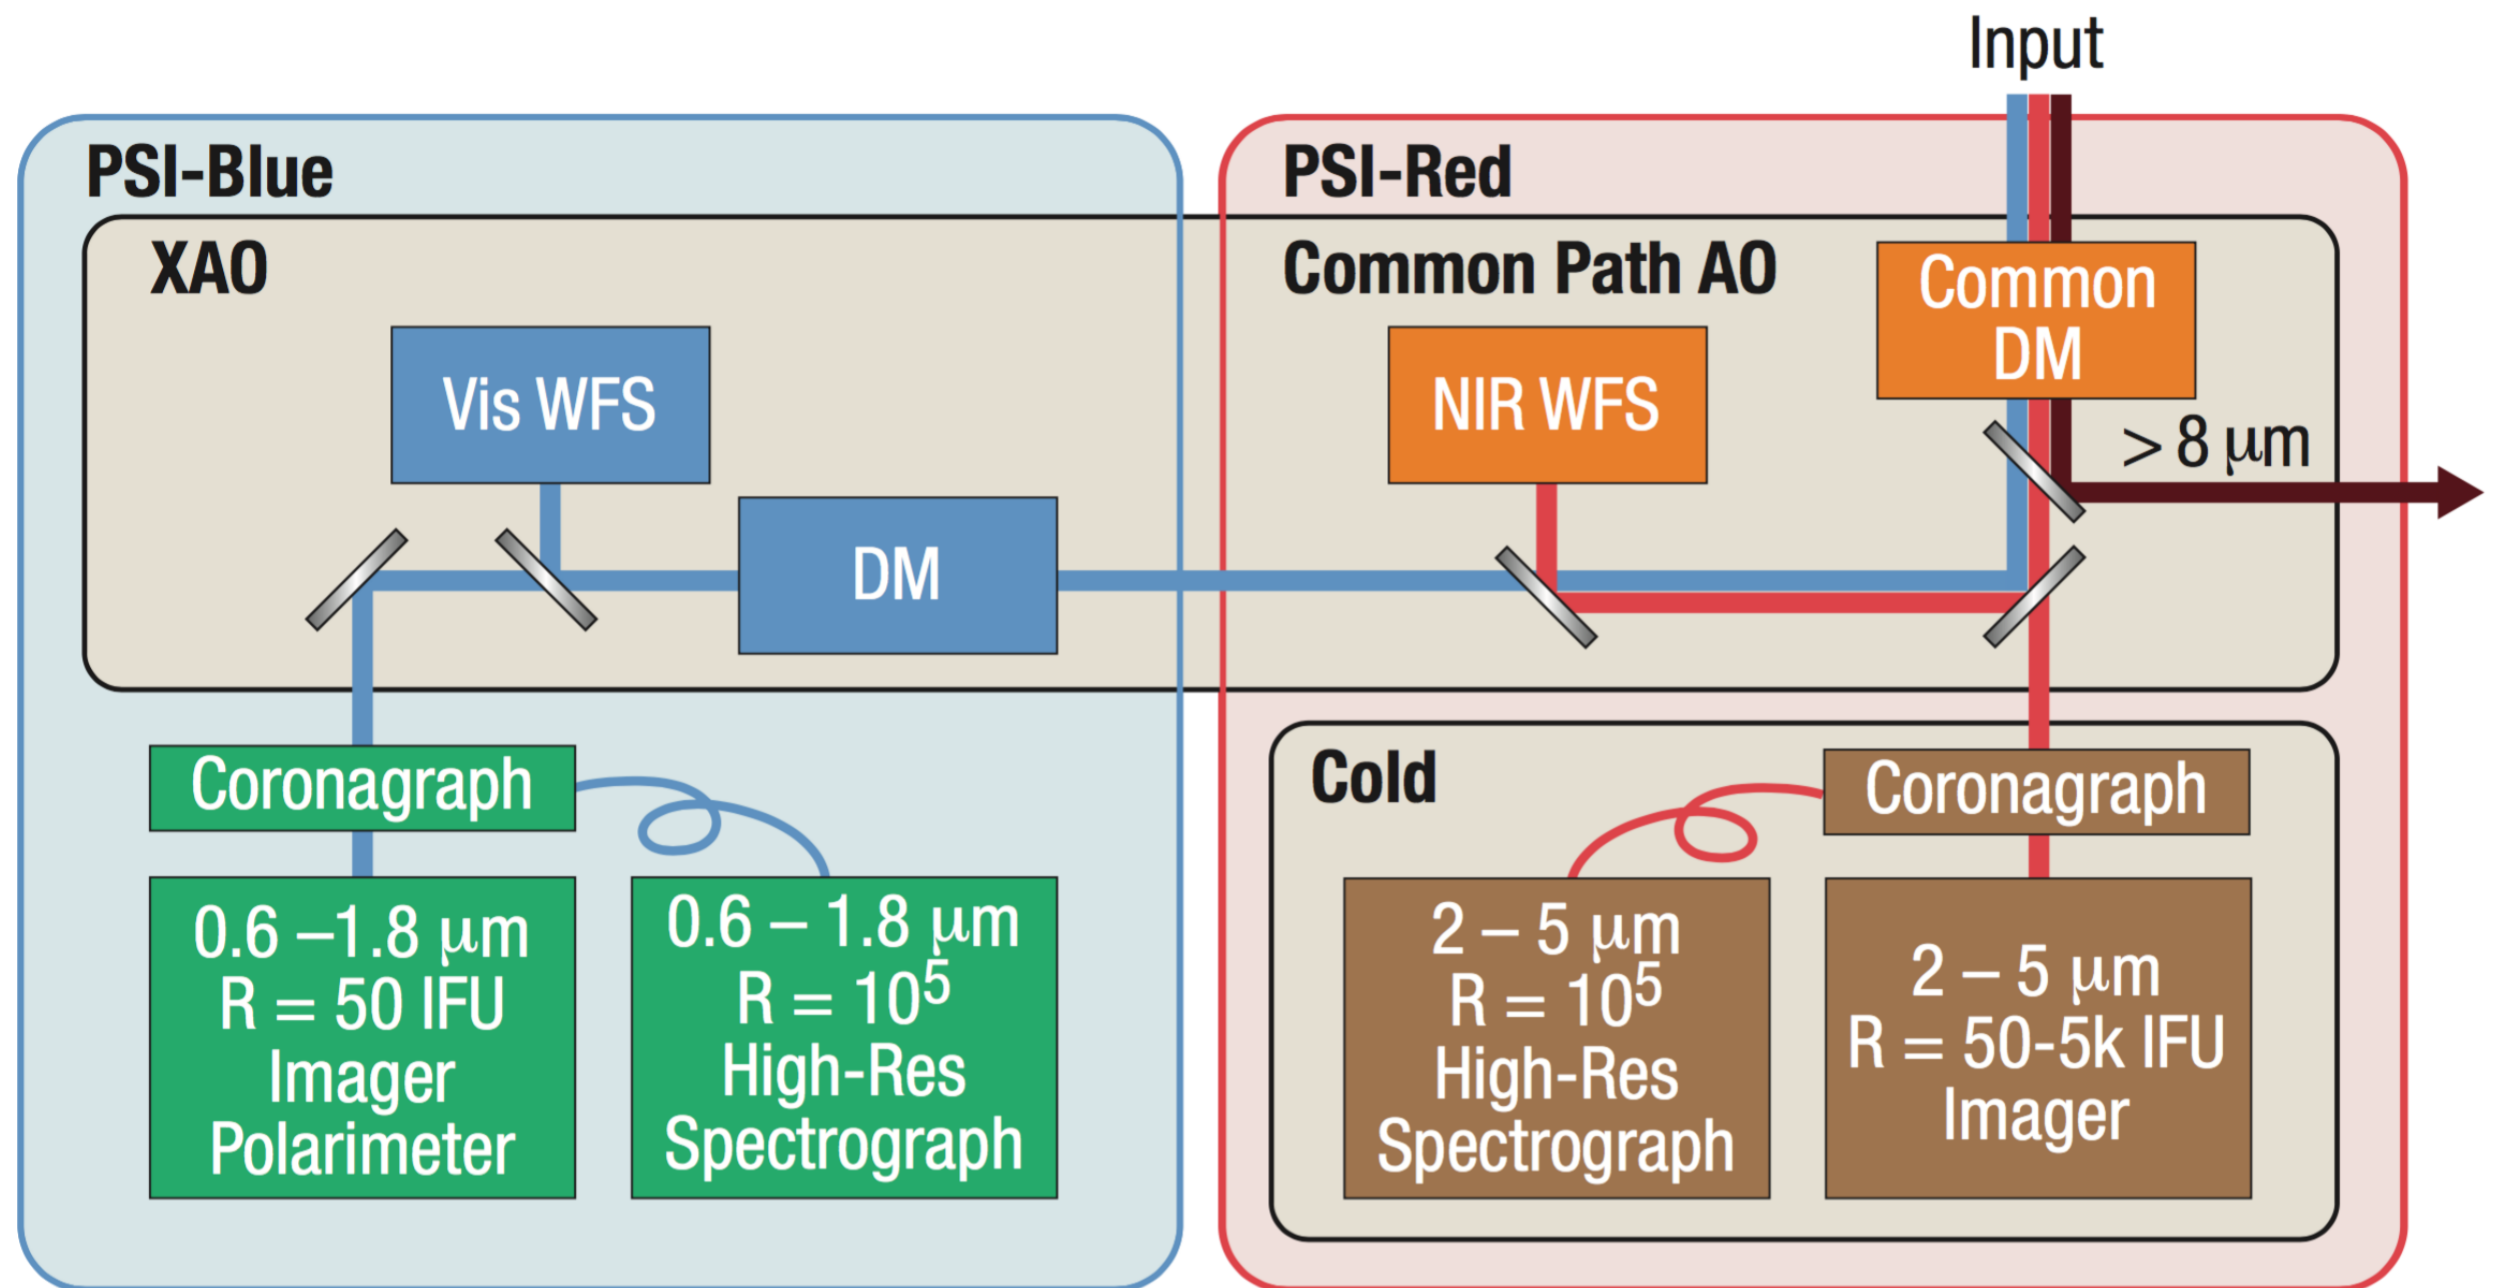 Input
PSI-Blue
PSI-Red
XAO
Common Path AO
Common
DM
Vis WFS
NIR WFS
> 8 μm
DM
Coronagraph
Cold
Coronagraph
0.6 –1.8 μm
R = 50 IFU
Imager
Polarimeter
0.6 – 1.8 μm
R = 10⁵
High-Res
Spectrograph
2 – 5 μm
R = 10⁵
High-Res
Spectrograph
2 – 5 μm
R = 50-5k IFU
Imager